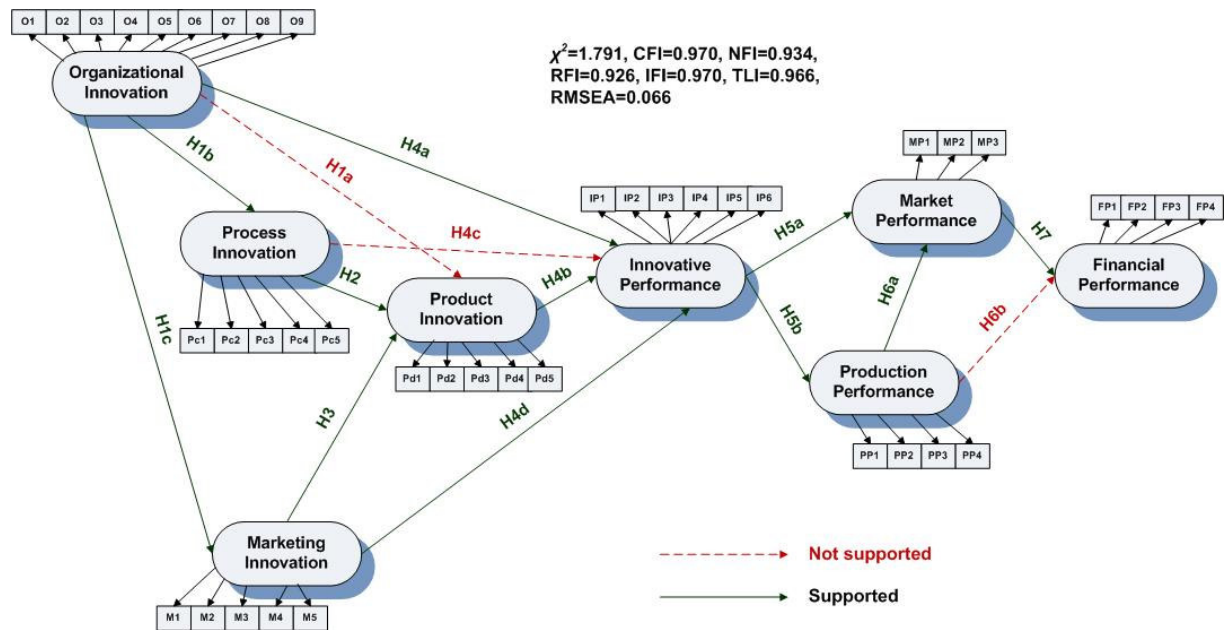 O1 O2 O3 O4 O5 O6 O7 O8 O9
Organizational
Innovation
χ²=1.791, CFI=0.970, NFI=0.934,
RFI=0.926, IFI=0.970, TLI=0.966,
RMSEA=0.066
H1b
H1a
H4a
MP1 MP2 MP3
Market
Performance
IP1 IP2 IP3 IP4 IP5 IP6
FP1 FP2 FP3 FP4
Process
Innovation
H4c
H5a
H7
Innovative
Performance
Financial
Performance
H2
H4b
Product
Innovation
H6a
H1c
H5b
H6b
Pc1 Pc2 Pc3 Pc4 Pc5
Pd1 Pd2 Pd3 Pd4 Pd5
Production
Performance
H3
H4d
PP1 PP2 PP3 PP4
Marketing
Innovation
Not supported
Supported
M1 M2 M3 M4 M5